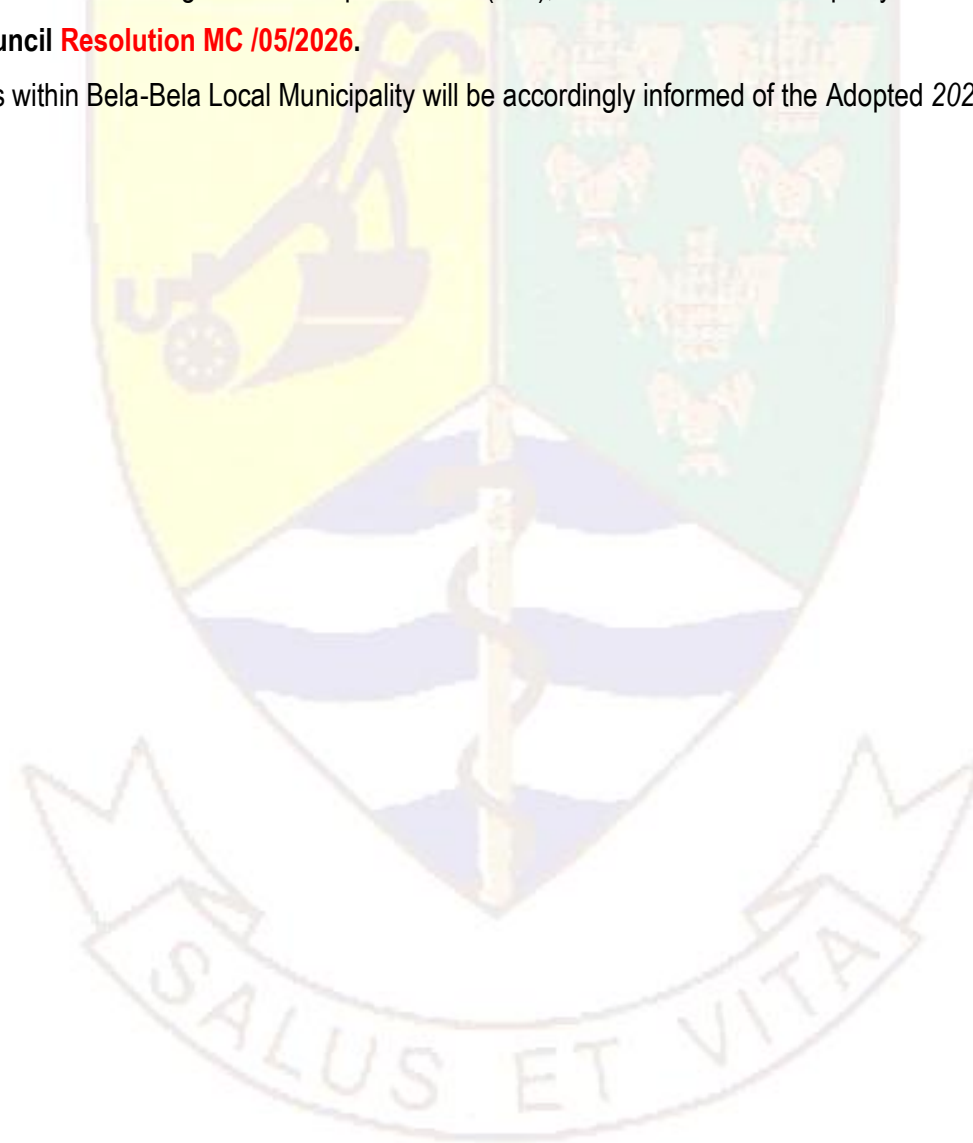 uncil Resolution MC /05/2026.
s within Bela-Bela Local Municipality will be accordingly informed of the Adopted 202
SALUS ET VITA